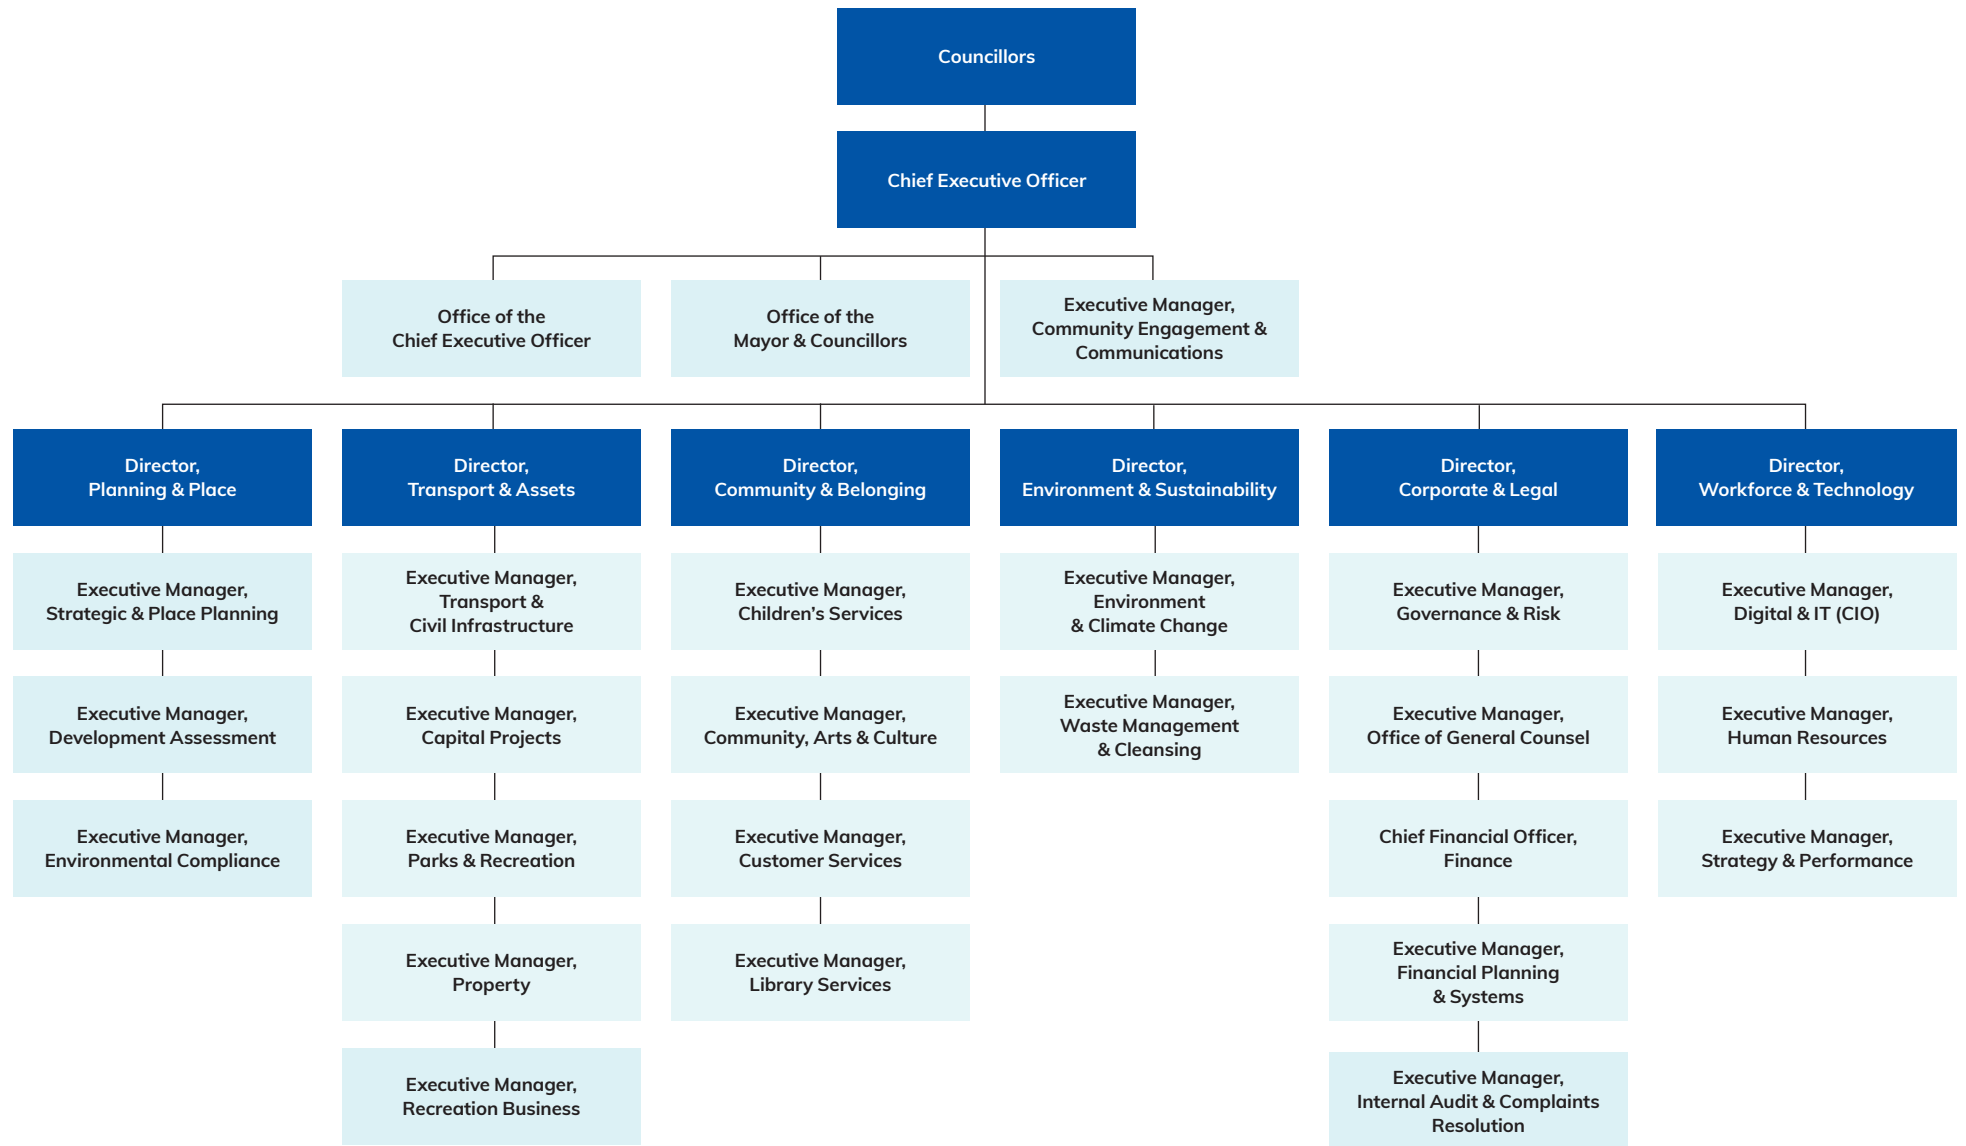 Councillors
Chief Executive Officer
Office of the
Chief Executive Officer
Office of the
Mayor & Councillors
Executive Manager,
Community Engagement &
Communications
Director,
Planning & Place
Executive Manager,
Strategic & Place Planning
Executive Manager,
Development Assessment
Executive Manager,
Environmental Compliance
Director,
Transport & Assets
Executive Manager,
Transport &
Civil Infrastructure
Executive Manager,
Capital Projects
Executive Manager,
Parks & Recreation
Executive Manager,
Property
Executive Manager,
Recreation Business
Director,
Community & Belonging
Executive Manager,
Children’s Services
Executive Manager,
Community, Arts & Culture
Executive Manager,
Customer Services
Executive Manager,
Library Services
Director,
Environment & Sustainability
Executive Manager,
Environment
& Climate Change
Executive Manager,
Waste Management
& Cleansing
Director,
Corporate & Legal
Executive Manager,
Governance & Risk
Executive Manager,
Office of General Counsel
Chief Financial Officer,
Finance
Executive Manager,
Financial Planning
& Systems
Executive Manager,
Internal Audit & Complaints
Resolution
Director,
Workforce & Technology
Executive Manager,
Digital & IT (CIO)
Executive Manager,
Human Resources
Executive Manager,
Strategy & Performance